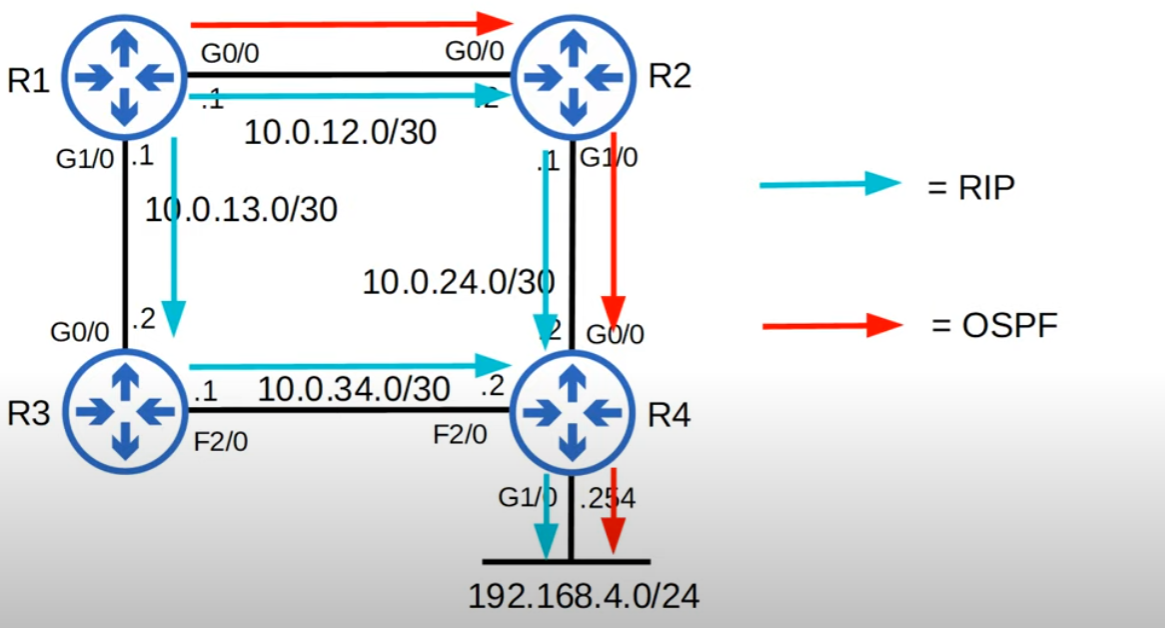 G0/0
G0/0
R1
R2
.1
.2
10.0.12.0/30
G1/0
.1
.1
G1/0
= RIP
10.0.13.0/30
10.0.24.0/30
.2
G0/0
.2
G0/0
= OSPF
.1
10.0.34.0/30
.2
R3
R4
F2/0
F2/0
G1/0
.254
192.168.4.0/24